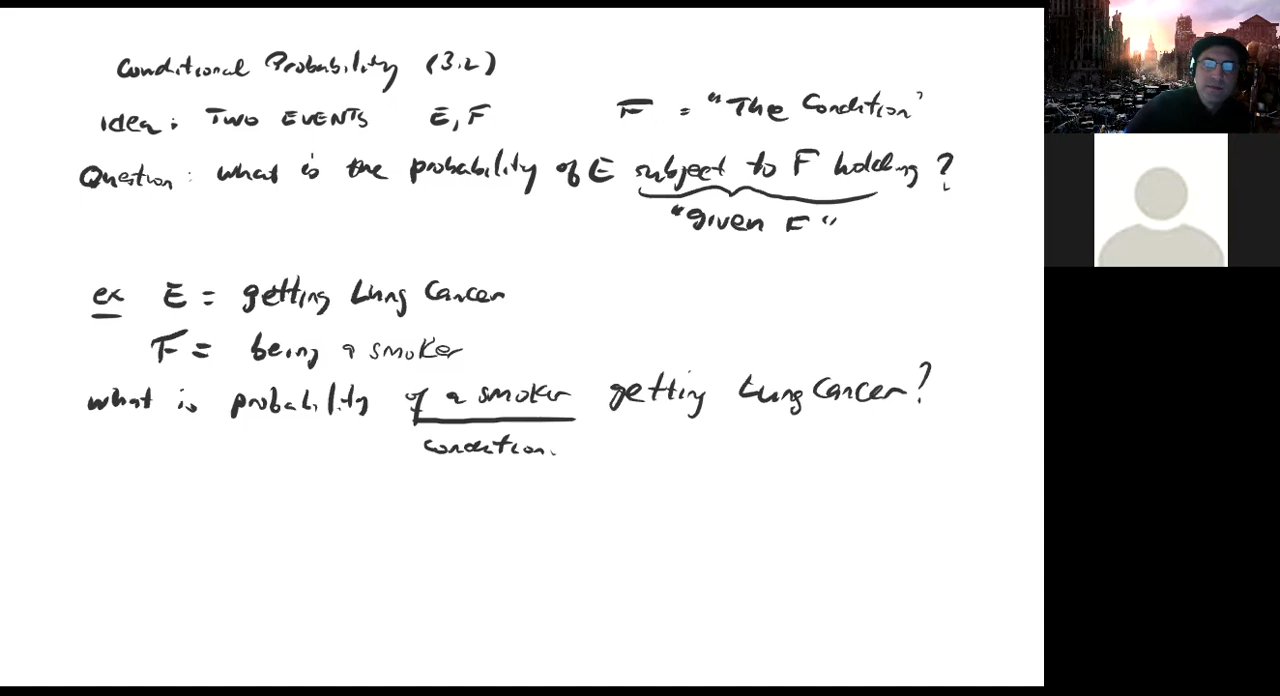 Conditional Probability (3.2)
Idea: TWO EVENTS E, F F = "The Condition"
Question: what is the probability of E subject to F holding?
"given F"
ex E = getting Lung Cancer
F = being a smoker
what is probability of a smoker getting Lung Cancer?
condition.